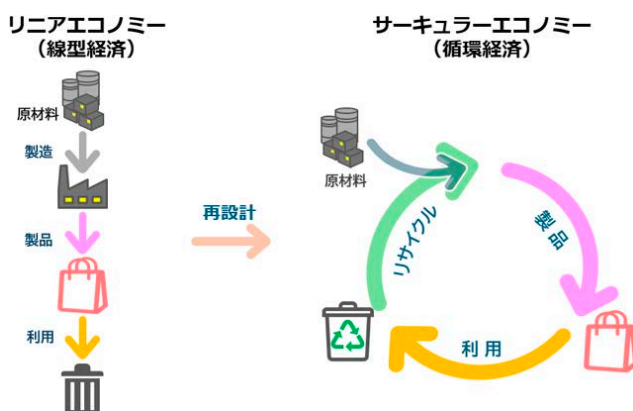 リニアエコノミー
（線型経済）
原材料
製造
製品
利用
再設計
サーキュラーエコノミー
（循環経済）
原材料
リサイクル
製品
利用